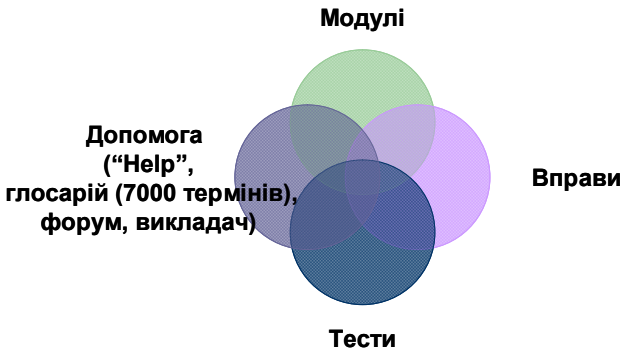 Модулі
Допомога
(“Help”,
глосарій (7000 термінів),
форум, викладач)
Вправи
Тести